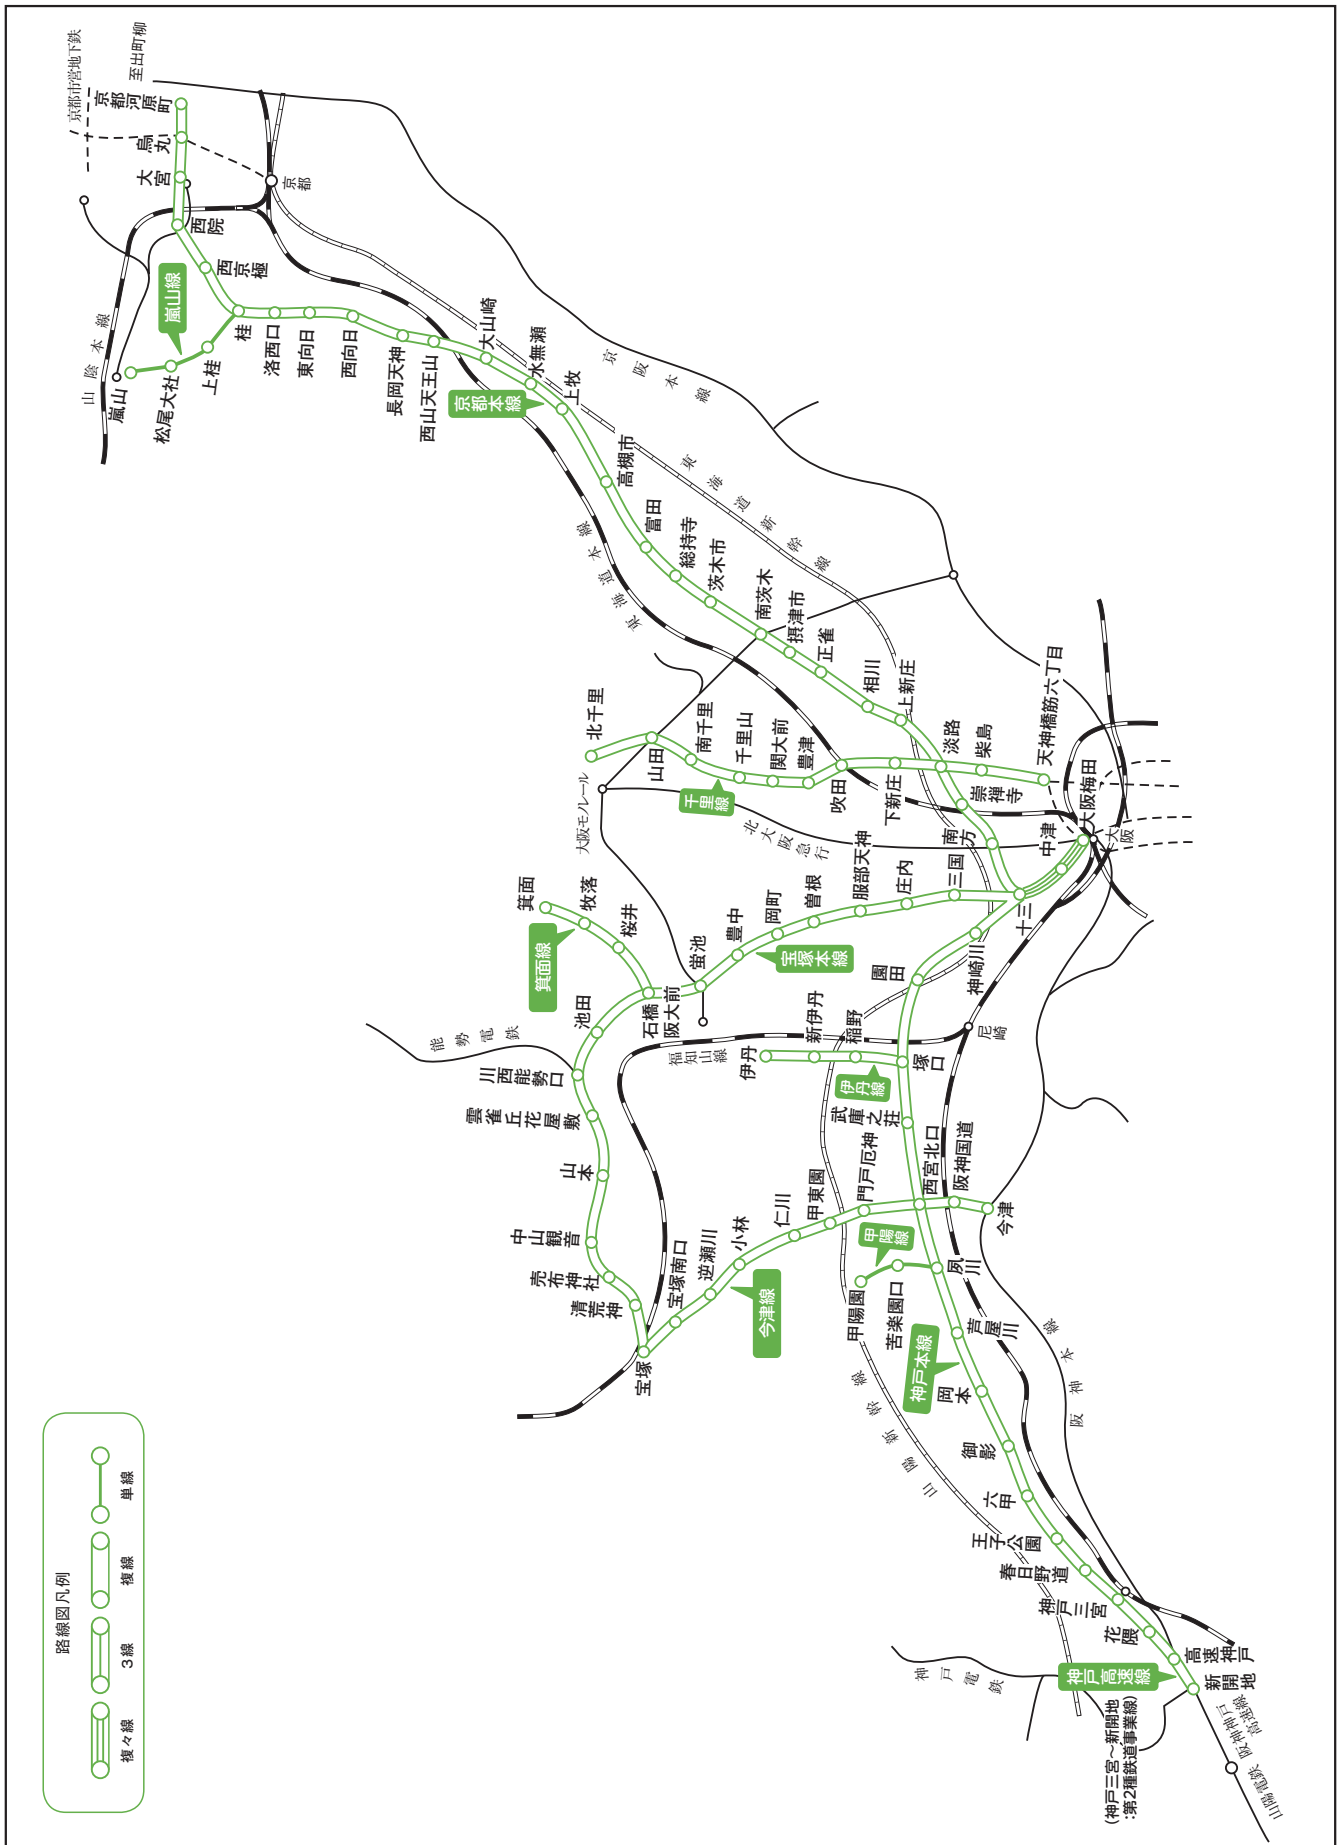 京都市営地下鉄
至出町柳
京都河原町
烏丸
大宮
京都
西院
西京極
嵐山線
桂
洛西口
東向日
西向日
長岡天神
西山天王山
大山崎
水無瀬
上牧
京都本線
上桂
松尾大社
嵐山
山陰本線
京阪本線
東海道新幹線
高槻市
富田
総持寺
茨木市
南茨木
摂津市
正雀
相川
上新庄
東海道本線
淡路
柴島
天神橋筋六丁目
崇禅寺
南方
北千里
山田
南千里
千里山
関大前
豊津
吹田
下新庄
千里線
大阪モノレール
北大阪急行
大阪梅田
大阪
中津
十三
三国
庄内
服部天神
曽根
岡町
豊中
蛍池
宝塚本線
箕面
牧落
桜井
箕面線
石橋阪大前
池田
川西能勢口
能勢電鉄
雲雀丘花屋敷
山本
中山観音
売布神社
清荒神
宝塚
福知山線
伊丹
新伊丹
稲野
塚口
伊丹線
園田
神崎川
尼崎
武庫之荘
西宮北口
阪神国道
今津
門戸厄神
甲東園
仁川
小林
逆瀬川
宝塚南口
今津線
甲陽線
夙川
苦楽園口
甲陽園
芦屋川
神戸本線
岡本
御影
六甲
王子公園
春日野道
神戸三宮
花隈
高速神戸
新開地
山陽新幹線
阪神本線
神戸電鉄
神戸高速線
(神戸三宮～新開地
:第2種鉄道事業線)
阪神神戸
高速線
山陽電鉄
路線図凡例
単線
複線
3線
複々線